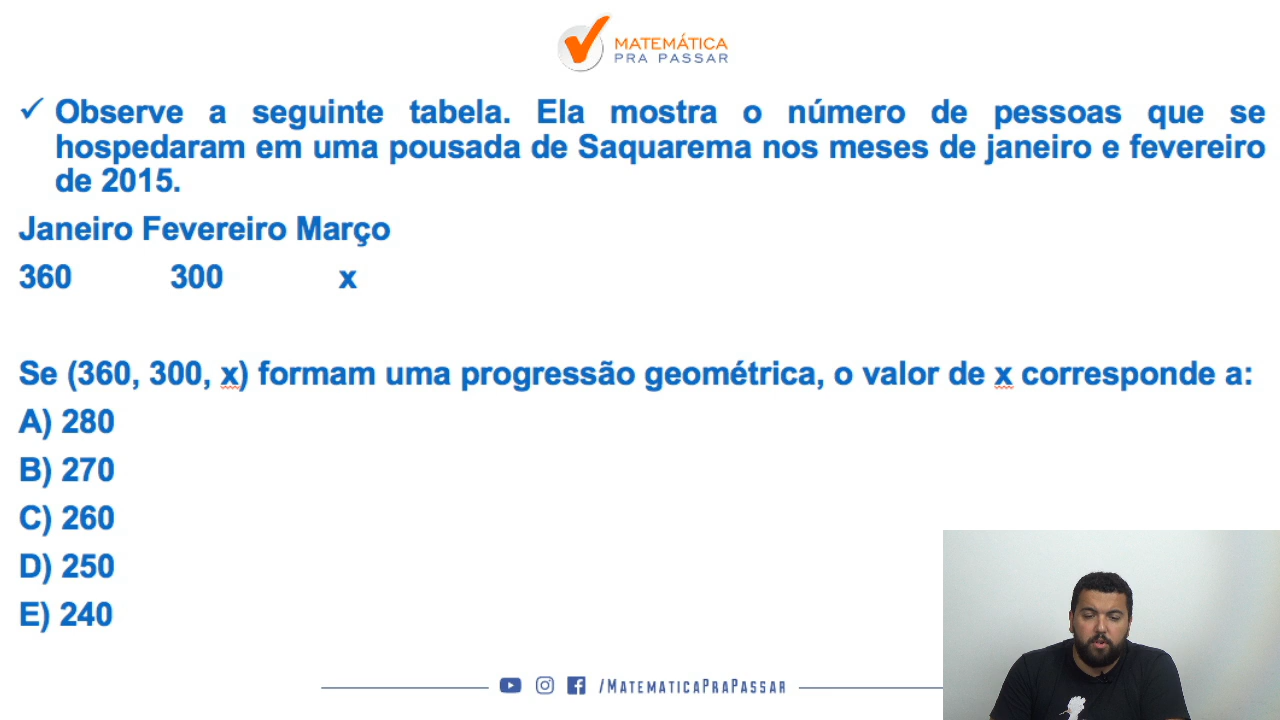 MATEMÁTICA
PRA PASSAR
✓ Observe a seguinte tabela. Ela mostra o número de pessoas que se
hospedaram em uma pousada de Saquarema nos meses de janeiro e fevereiro
de 2015.
Janeiro Fevereiro Março
360 300 x
Se (360, 300, x) formam uma progressão geométrica, o valor de x corresponde a:
A) 280
B) 270
C) 260
D) 250
E) 240
/MATEMATICAPRAPASSAR